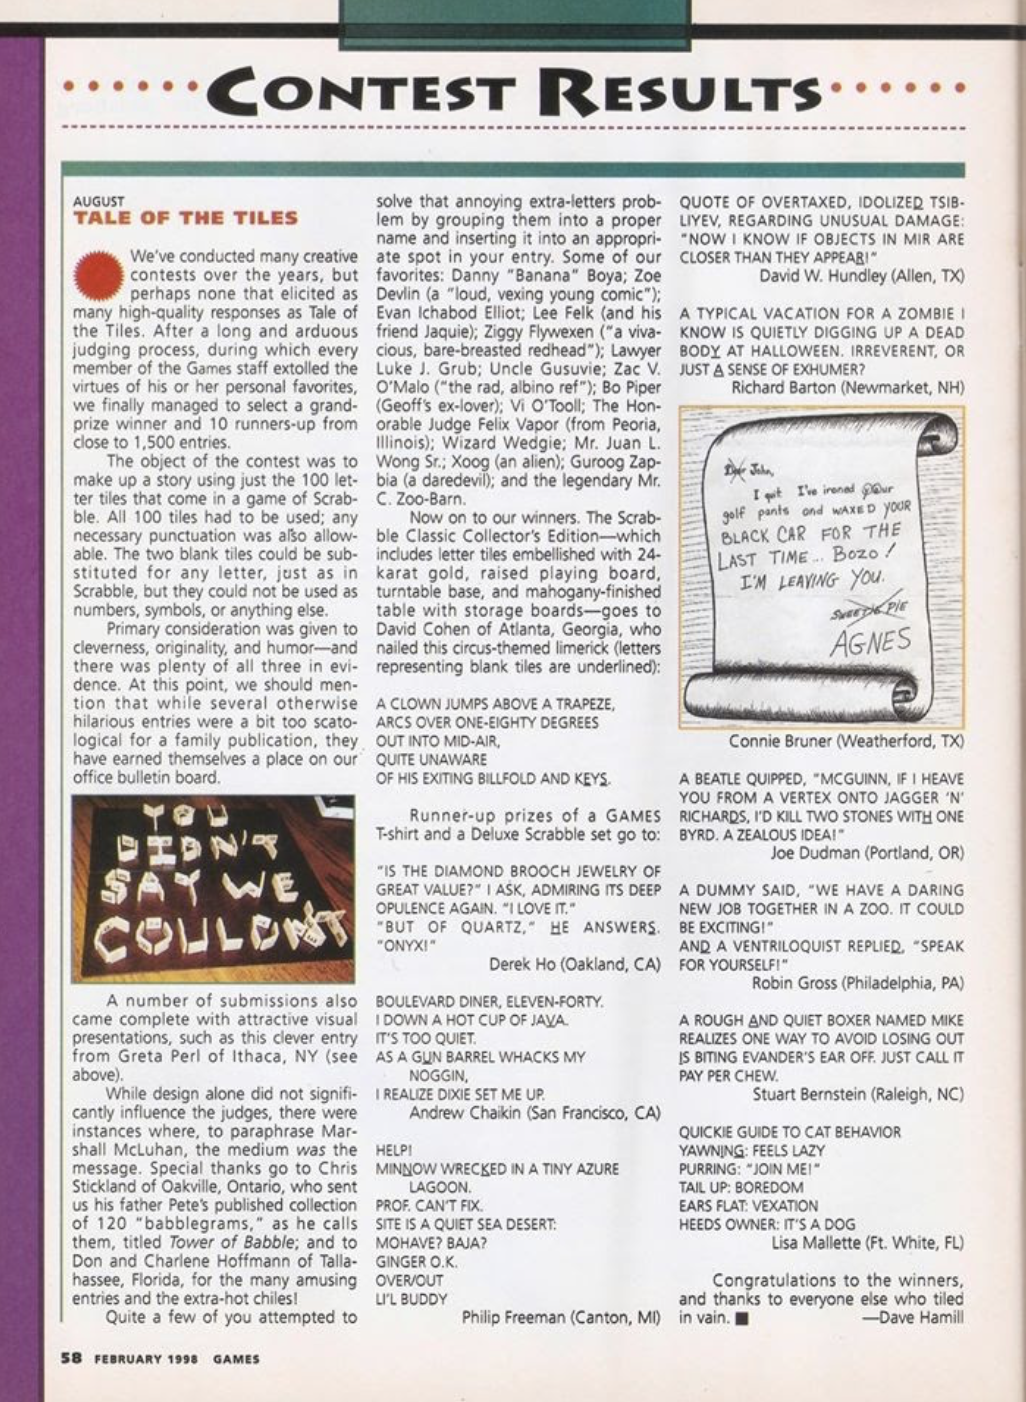 CONTEST RESULTS
AUGUST
TALE OF THE TILES
We've conducted many creative
contests over the years, but
perhaps none that elicited as
many high-quality responses as Tale of
the Tiles. After a long and arduous
judging process, during which every
member of the Games staff extolled the
virtues of his or her personal favorites,
we finally managed to select a grand-
prize winner and 10 runners-up from
close to 1,500 entries.
The object of the contest was to
make up a story using just the 100 let-
ter tiles that come in a game of Scrab-
ble. All 100 tiles had to be used; any
necessary punctuation was also allow-
able. The two blank tiles could be sub-
stituted for any letter, just as in
Scrabble, but they could not be used as
numbers, symbols, or anything else.
Primary consideration was given to
cleverness, originality, and humor—and
there was plenty of all three in evi-
dence. At this point, we should men-
tion that while several otherwise
hilarious entries were a bit too scato-
logical for a family publication, they
have earned themselves a place on our
office bulletin board.
YOU
DIDN'T
SAY WE
COULDN'T
A number of submissions also
came complete with attractive visual
presentations, such as this clever entry
from Greta Perl of Ithaca, NY (see
above).
While design alone did not signifi-
cantly influence the judges, there were
instances where, to paraphrase Mar-
shall McLuhan, the medium was the
message. Special thanks go to Chris
Stickland of Oakville, Ontario, who sent
us his father Pete's published collection
of 120 "babblegrams," as he calls
them, titled Tower of Babble; and to
Don and Charlene Hoffmann of Talla-
hassee, Florida, for the many amusing
entries and the extra-hot chiles!
Quite a few of you attempted to
solve that annoying extra-letters prob-
lem by grouping them into a proper
name and inserting it into an appropri-
ate spot in your entry. Some of our
favorites: Danny "Banana" Boya; Zoe
Devlin (a "loud, vexing young comic");
Evan Ichabod Elliot; Lee Felk (and his
friend Jaquie); Ziggy Flywexen ("a viva-
cious, bare-breasted redhead"); Lawyer
Luke J. Grub; Uncle Gusuvie; Zac V.
O'Malo ("the rad, albino ref"); Bo Piper
(Geoff's ex-lover); Vi O'Tooll; The Hon-
orable Judge Felix Vapor (from Peoria,
Illinois); Wizard Wedgie; Mr. Juan L.
Wong Sr.; Xoog (an alien); Guroog Zap-
bia (a daredevil); and the legendary Mr.
C. Zoo-Barn.
Now on to our winners. The Scrab-
ble Classic Collector's Edition—which
includes letter tiles embellished with 24-
karat gold, raised playing board,
turntable base, and mahogany-finished
table with storage boards—goes to
David Cohen of Atlanta, Georgia, who
nailed this circus-themed limerick (letters
representing blank tiles are underlined):
A CLOWN JUMPS ABOVE A TRAPEZE,
ARCS OVER ONE-EIGHTY DEGREES
OUT INTO MID-AIR,
QUITE UNAWARE
OF HIS EXITING BILLFOLD AND KEYS.
Runner-up prizes of a GAMES
T-shirt and a Deluxe Scrabble set go to:
"IS THE DIAMOND BROOCH JEWELRY OF
GREAT VALUE?" I ASK, ADMIRING ITS DEEP
OPULENCE AGAIN. "I LOVE IT."
"BUT OF QUARTZ," HE ANSWERS.
"ONYX!"
Derek Ho (Oakland, CA)
BOULEVARD DINER, ELEVEN-FORTY.
I DOWN A HOT CUP OF JAVA.
IT'S TOO QUIET.
AS A GUN BARREL WHACKS MY
NOGGIN,
I REALIZE DIXIE SET ME UP.
Andrew Chaikin (San Francisco, CA)
HELP!
MINNOW WRECKED IN A TINY AZURE
LAGOON.
PROF. CAN'T FIX.
SITE IS A QUIET SEA DESERT:
MOHAVE? BAJA?
GINGER O.K.
OVER/OUT
LI'L BUDDY
Philip Freeman (Canton, MI)
QUOTE OF OVERTAXED, IDOLIZED TSIB-
LIYEV, REGARDING UNUSUAL DAMAGE:
"NOW I KNOW IF OBJECTS IN MIR ARE
CLOSER THAN THEY APPEAR!"
David W. Hundley (Allen, TX)
A TYPICAL VACATION FOR A ZOMBIE I
KNOW IS QUIETLY DIGGING UP A DEAD
BODY AT HALLOWEEN. IRREVERENT, OR
JUST A SENSE OF EXHUMER?
Richard Barton (Newmarket, NH)
Dear John,
I quit I've ironed
golf pants and WAXED YOUR
BLACK CAR FOR THE
LAST TIME... BOZO!
I'M LEAVING YOU.
SWEETIE PIE
AGNES
Connie Bruner (Weatherford, TX)
A BEATLE QUIPPED, "MCGUINN, IF I HEAVE
YOU FROM A VERTEX ONTO JAGGER 'N'
RICHARDS, I'D KILL TWO STONES WITH ONE
BYRD. A ZEALOUS IDEA!"
Joe Dudman (Portland, OR)
A DUMMY SAID, "WE HAVE A DARING
NEW JOB TOGETHER IN A ZOO. IT COULD
BE EXCITING!"
AND A VENTRILOQUIST REPLIED, "SPEAK
FOR YOURSELF!"
Robin Gross (Philadelphia, PA)
A ROUGH AND QUIET BOXER NAMED MIKE
REALIZES ONE WAY TO AVOID LOSING OUT
IS BITING EVANDER'S EAR OFF. JUST CALL IT
PAY PER CHEW.
Stuart Bernstein (Raleigh, NC)
QUICKIE GUIDE TO CAT BEHAVIOR
YAWNING: FEELS LAZY
PURRING: "JOIN ME!"
TAIL UP: BOREDOM
EARS FLAT: VEXATION
HEEDS OWNER: IT'S A DOG
Lisa Mallette (Ft. White, FL)
Congratulations to the winners,
and thanks to everyone else who tiled
in vain. ■ —Dave Hamill
58 FEBRUARY 1998 GAMES